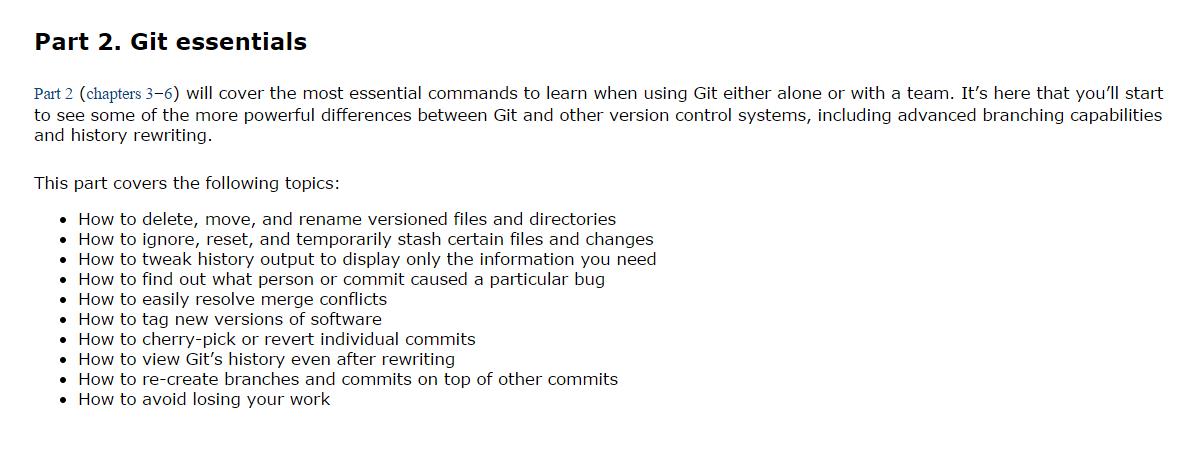 Part 2. Git essentials
Part 2 (chapters 3–6) will cover the most essential commands to learn when using Git either alone or with a team. It’s here that you’ll start
to see some of the more powerful differences between Git and other version control systems, including advanced branching capabilities
and history rewriting.
This part covers the following topics:
• How to delete, move, and rename versioned files and directories
• How to ignore, reset, and temporarily stash certain files and changes
• How to tweak history output to display only the information you need
• How to find out what person or commit caused a particular bug
• How to easily resolve merge conflicts
• How to tag new versions of software
• How to cherry-pick or revert individual commits
• How to view Git’s history even after rewriting
• How to re-create branches and commits on top of other commits
• How to avoid losing your work